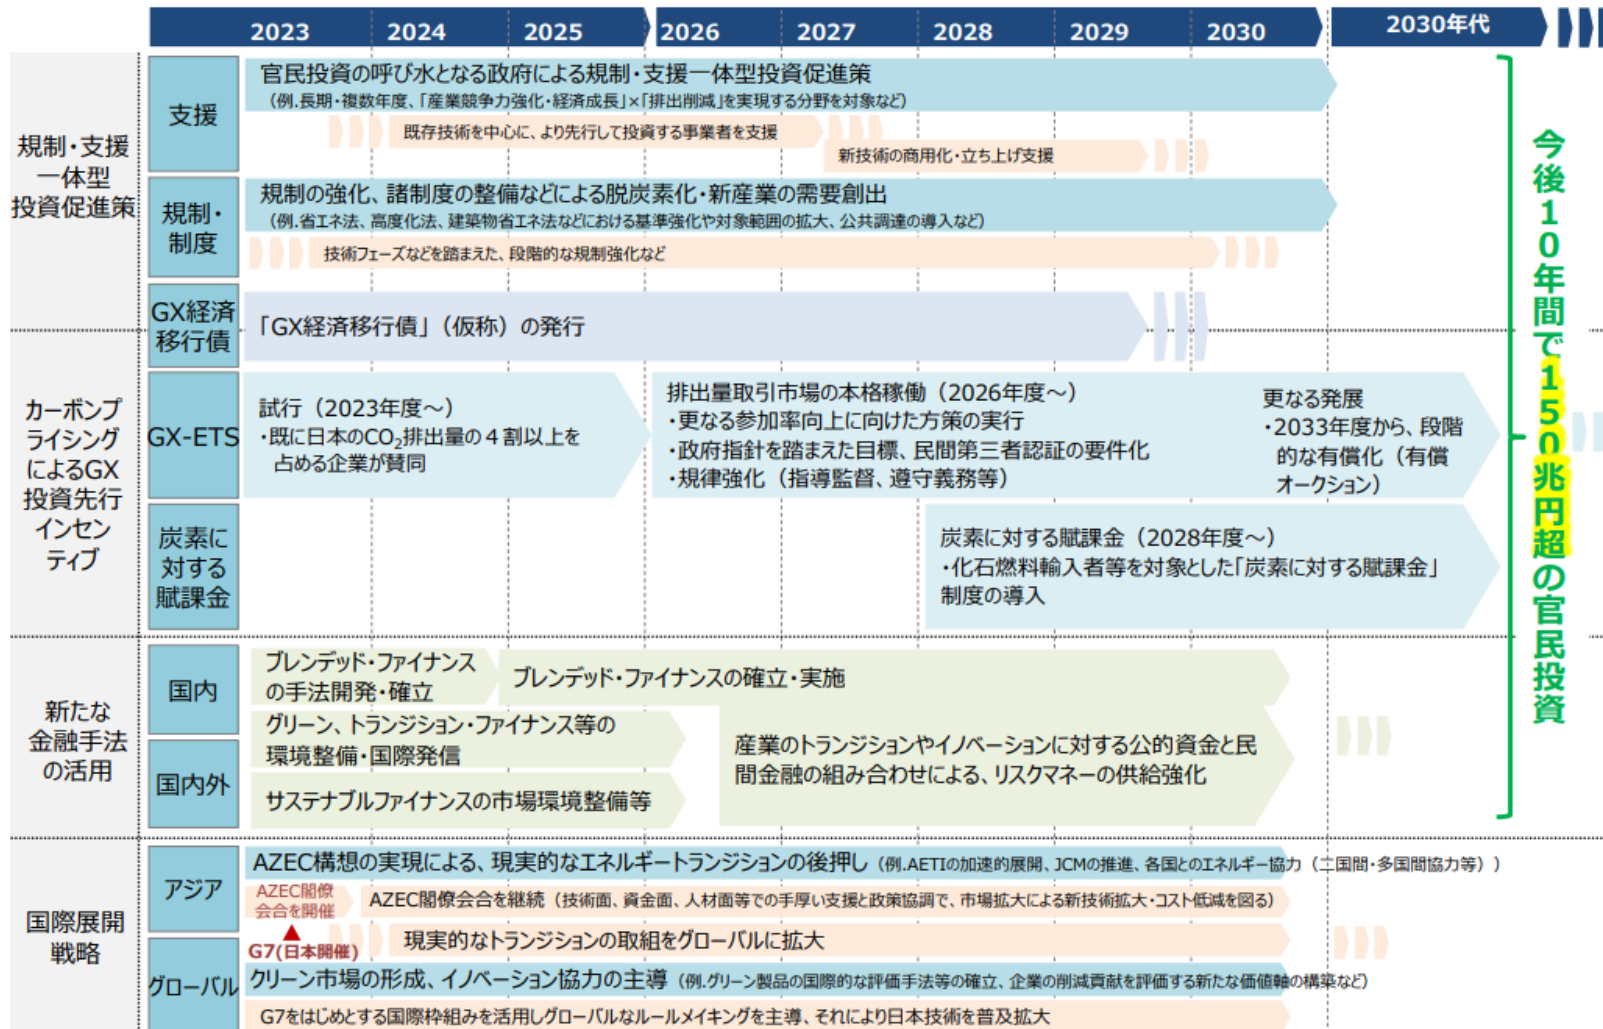 2023 2024 2025 2026 2027 2028 2029 2030 2030年代
規制・支援
一体型
投資促進策
支援
官民投資の呼び水となる政府による規制・支援一体型投資促進策
（例.長期・複数年度、「産業競争力強化・経済成長」×「排出削減」を実現する分野を対象など）
既存技術を中心に、より先行して投資する事業者を支援
新技術の商用化・立ち上げ支援
規制・
制度
規制の強化、諸制度の整備などによる脱炭素化・新産業の需要創出
（例.省エネ法、高度化法、建築物省エネ法などにおける基準強化や対象範囲の拡大、公共調達の導入など）
技術フェーズなどを踏まえた、段階的な規制強化など
GX経済
移行債
「GX経済移行債」（仮称）の発行
カーボンプ
ライシング
によるGX
投資先行
インセン
ティブ
GX-ETS
試行（2023年度～）
・既に日本のCO₂排出量の４割以上を
占める企業が賛同
排出量取引市場の本格稼働（2026年度～）
・更なる参加率向上に向けた方策の実行
・政府指針を踏まえた目標、民間第三者認証の要件化
・規律強化（指導監督、遵守義務等）
更なる発展
・2033年度から、段階
的な有償化（有償
オークション）
炭素に
対する
賦課金
炭素に対する賦課金（2028年度～）
・化石燃料輸入者等を対象とした「炭素に対する賦課金」
制度の導入
新たな
金融手法
の活用
国内
ブレンデッド・ファイナンス
の手法開発・確立
ブレンデッド・ファイナンスの確立・実施
国内外
グリーン、トランジション・ファイナンス等の
環境整備・国際発信
サステナブルファイナンスの市場環境整備等
産業のトランジションやイノベーションに対する公的資金と民
間金融の組み合わせによる、リスクマネーの供給強化
今後１０年間で１５０兆円超の官民投資
国際展開
戦略
アジア
AZEC構想の実現による、現実的なエネルギートランジションの後押し（例.AETIの加速的展開、JCMの推進、各国とのエネルギー協力（二国間・多国間協力等））
AZEC閣僚
会合を開催
AZEC閣僚会合を継続（技術面、資金面、人材面等での手厚い支援と政策協調で、市場拡大による新技術拡大・コスト低減を図る）
G7(日本開催)
現実的なトランジションの取組をグローバルに拡大
グローバル
クリーン市場の形成、イノベーション協力の主導（例.グリーン製品の国際的な評価手法等の確立、企業の削減貢献を評価する新たな価値軸の構築など）
G7をはじめとする国際枠組みを活用しグローバルなルールメイキングを主導、それにより日本技術を普及拡大